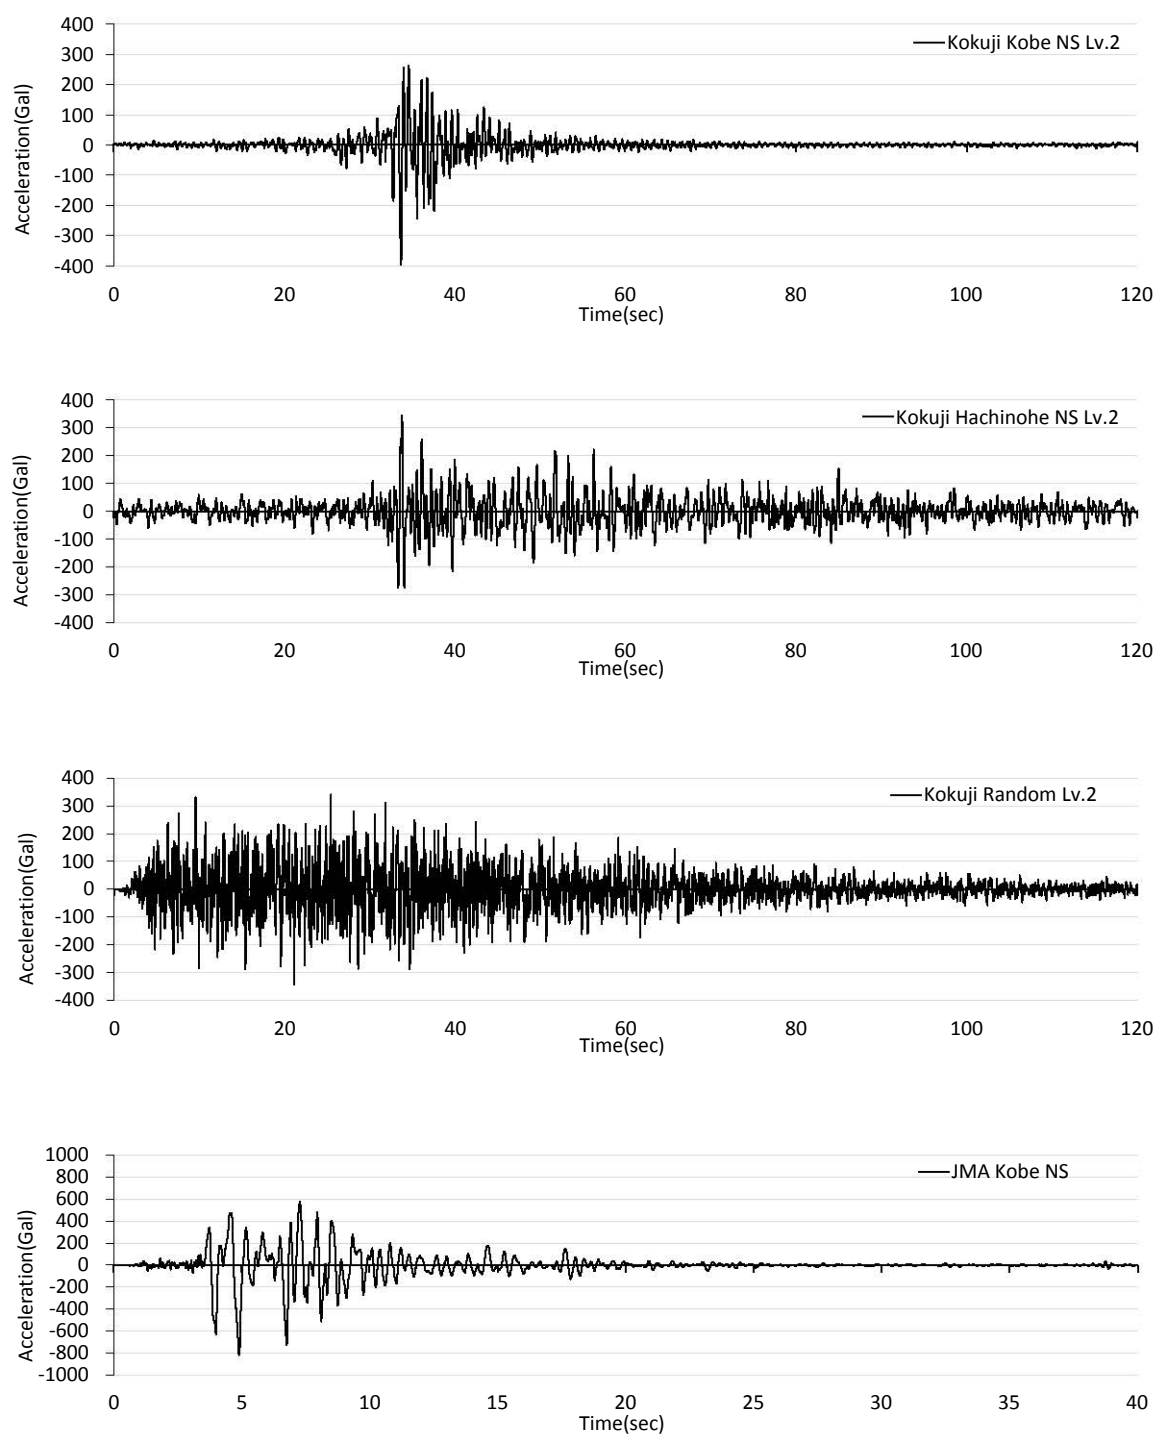 Kokuji Kobe NS Lv.2
Acceleration(Gal)
400
300
200
100
0
-100
-200
-300
-400
0 20 40 60 80 100 120
Time(sec)
Kokuji Hachinohe NS Lv.2
Acceleration(Gal)
400
300
200
100
0
-100
-200
-300
-400
0 20 40 60 80 100 120
Time(sec)
Kokuji Random Lv.2
Acceleration(Gal)
400
300
200
100
0
-100
-200
-300
-400
0 20 40 60 80 100 120
Time(sec)
JMA Kobe NS
Acceleration(Gal)
1000
800
600
400
200
0
-200
-400
-600
-800
-1000
0 5 10 15 20 25 30 35 40
Time(sec)